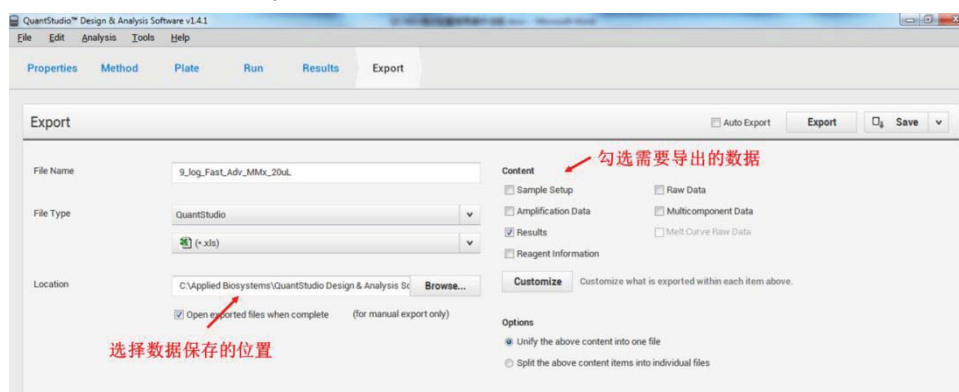 QuantStudio™ Design & Analysis Software v1.4.1
File Edit Analysis Tools Help
Properties Method Plate Run Results Export
Export
Auto Export Export Save
勾选需要导出的数据
File Name 9_log_Fast_Adv_MMx_20uL
Content
Sample Setup Raw Data
File Type QuantStudio
Amplification Data Multicomponent Data
Results Melt Curve Raw Data
(*.xls)
Reagent Information
Location C:\Applied Biosystems\QuantStudio Design & Analysis Sc Browse...
Customize Customize what is exported within each item above.
Open exported files when complete (for manual export only)
Options
选择数据保存的位置
Unify the above content into one file
Split the above content items into individual files